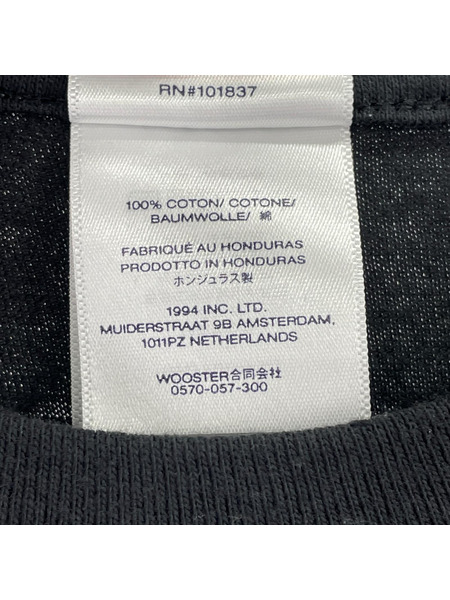 RN#101837
100% COTON/ COTONE/
BAUMWOLLE/ 綿
FABRIQUÉ AU HONDURAS
PRODOTTO IN HONDURAS
ホンジュラス製
1994 INC. LTD.
MUIDERSTRAAT 9B AMSTERDAM,
1011PZ NETHERLANDS
WOOSTER合同会社
0570-057-300